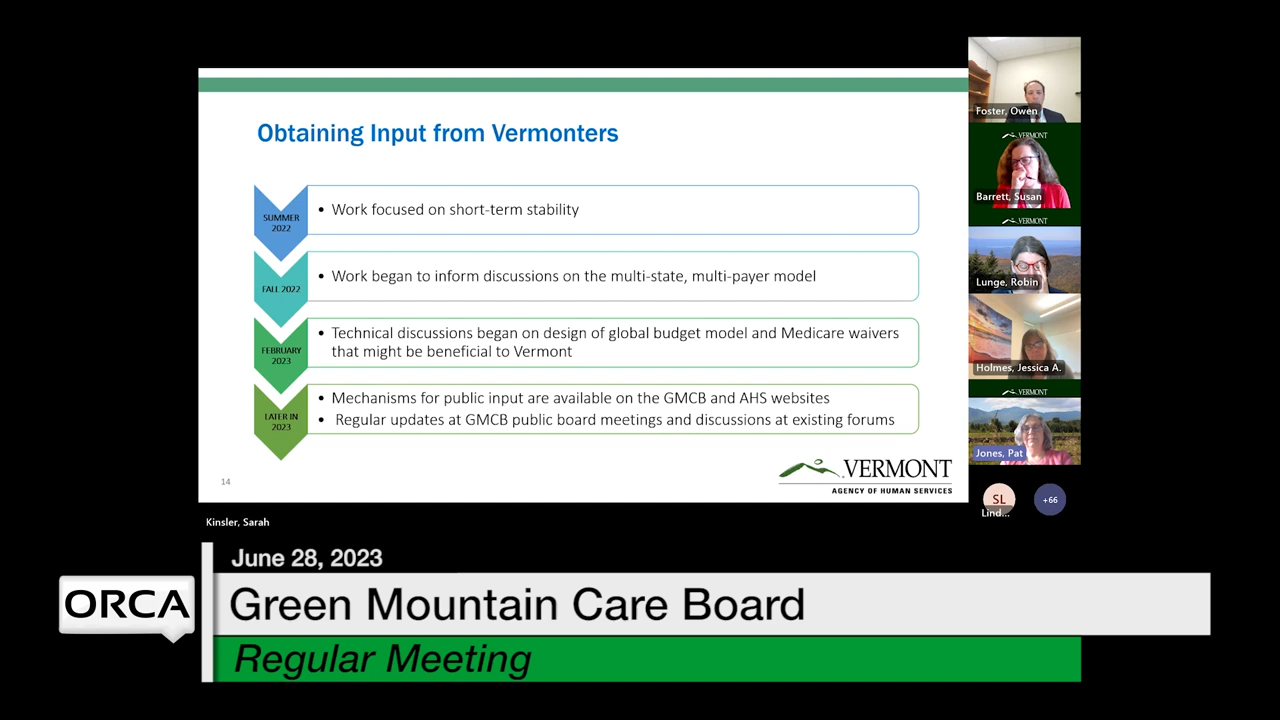 Obtaining Input from Vermonters
SUMMER
2022
• Work focused on short-term stability
FALL 2022
• Work began to inform discussions on the multi-state, multi-payer model
FEBRUARY
2023
• Technical discussions began on design of global budget model and Medicare waivers
that might be beneficial to Vermont
LATER IN
2023
• Mechanisms for public input are available on the GMCB and AHS websites
• Regular updates at GMCB public board meetings and discussions at existing forums
14
VERMONT
AGENCY OF HUMAN SERVICES
Foster, Owen
VERMONT
Barrett, Susan
VERMONT
Lunge, Robin
Holmes, Jessica A.
VERMONT
Jones, Pat
SL
+66
Lind...
Kinsler, Sarah
June 28, 2023
ORCA
Green Mountain Care Board
Regular Meeting